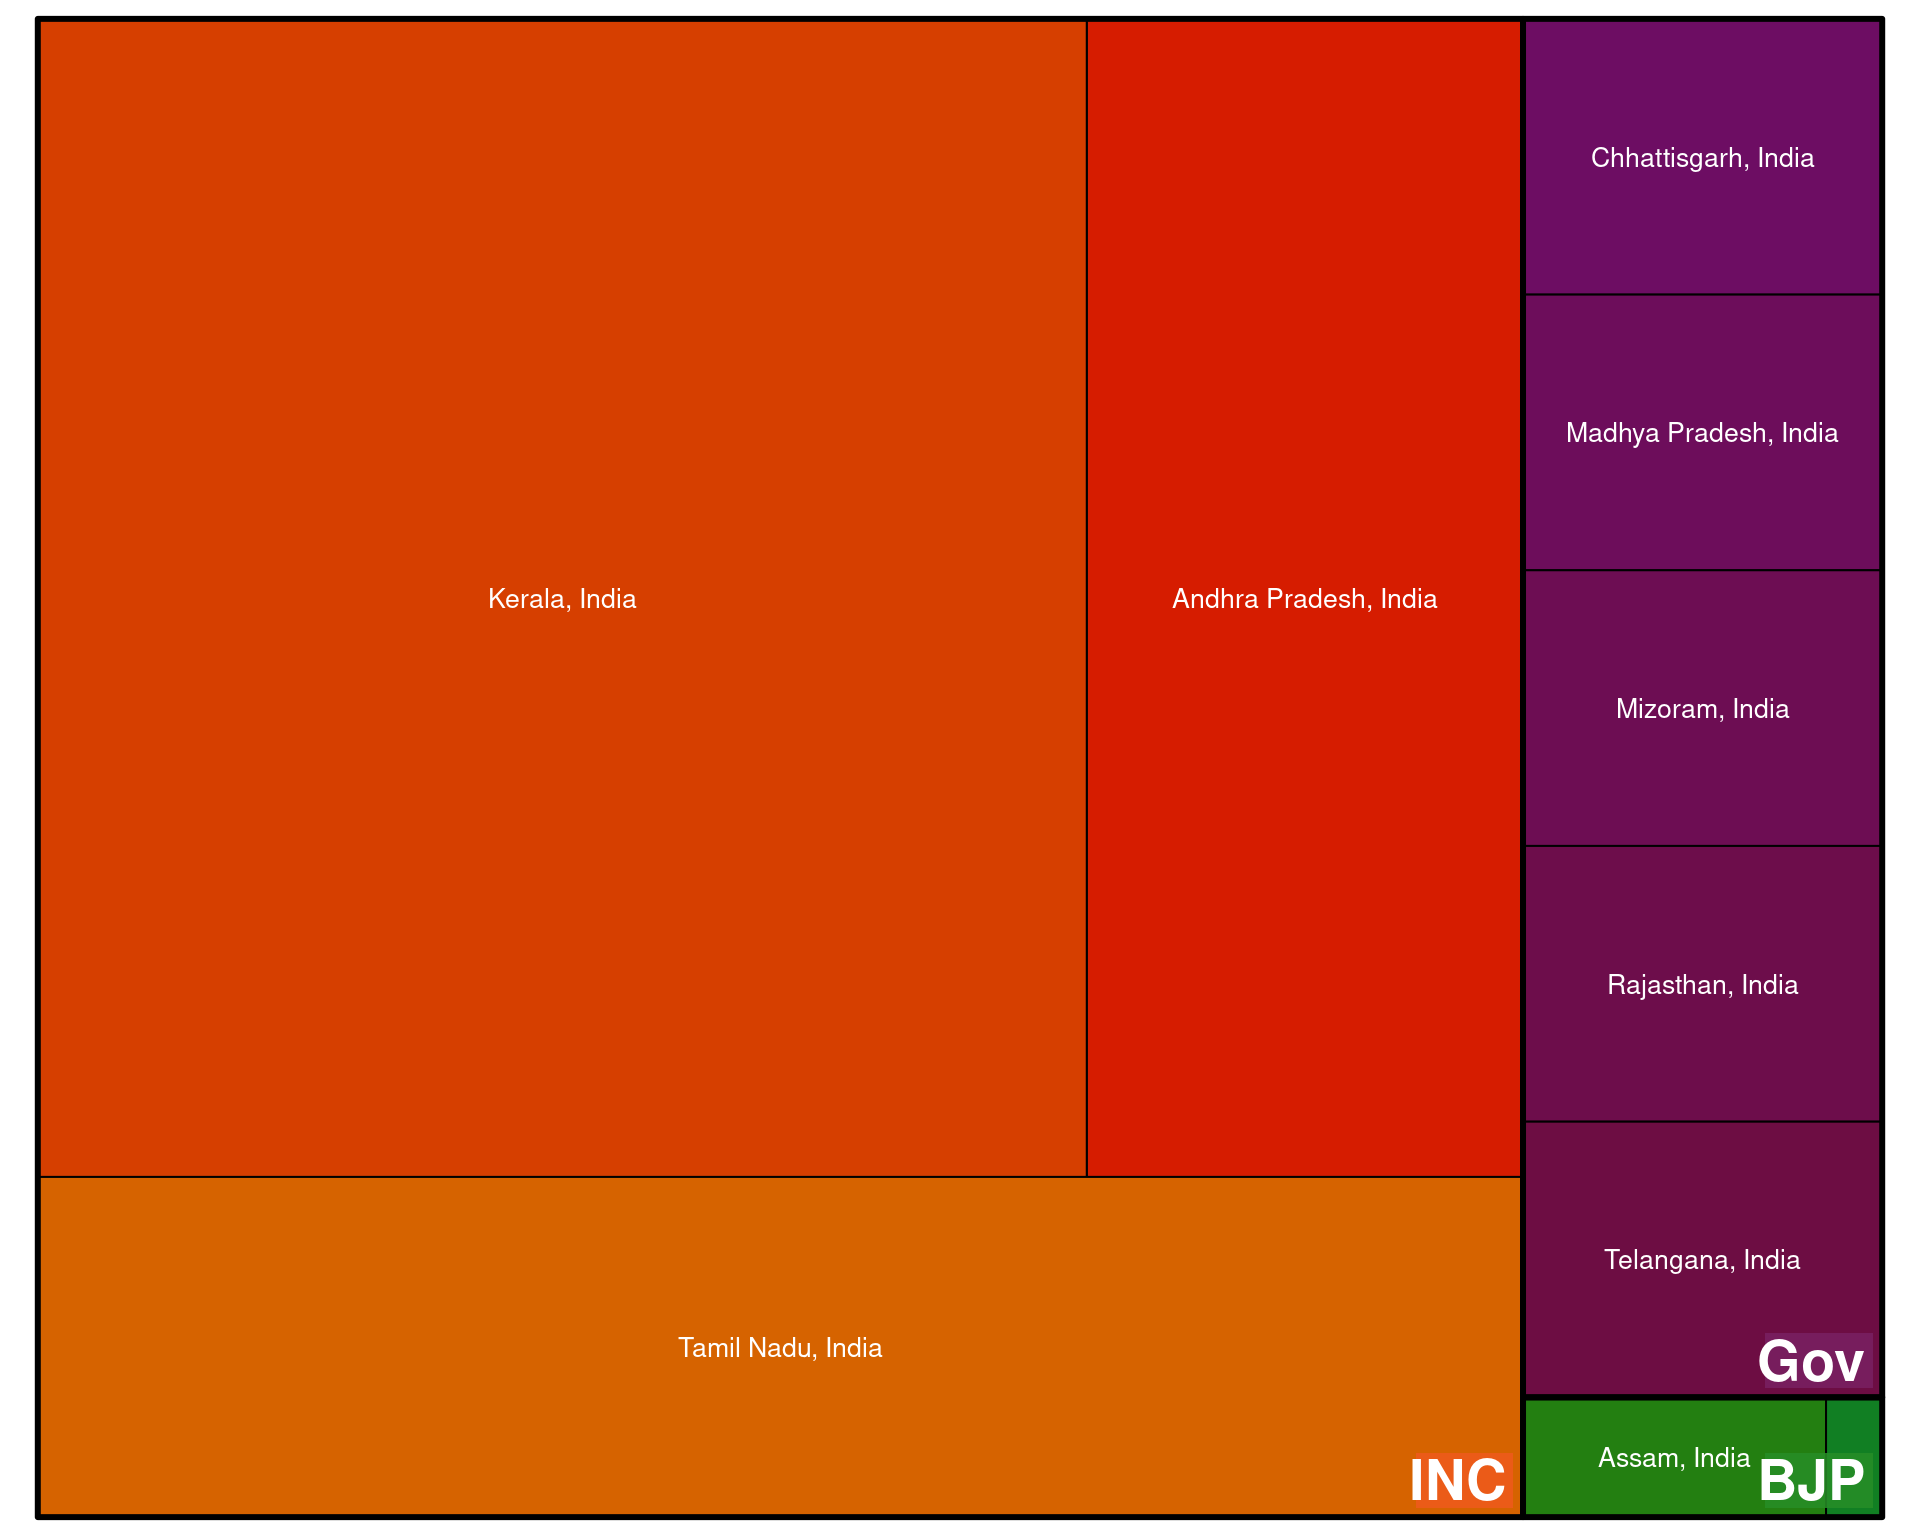 Kerala, India
Andhra Pradesh, India
Tamil Nadu, India
INC
Chhattisgarh, India
Madhya Pradesh, India
Mizoram, India
Rajasthan, India
Telangana, India
Gov
Assam, India
BJP